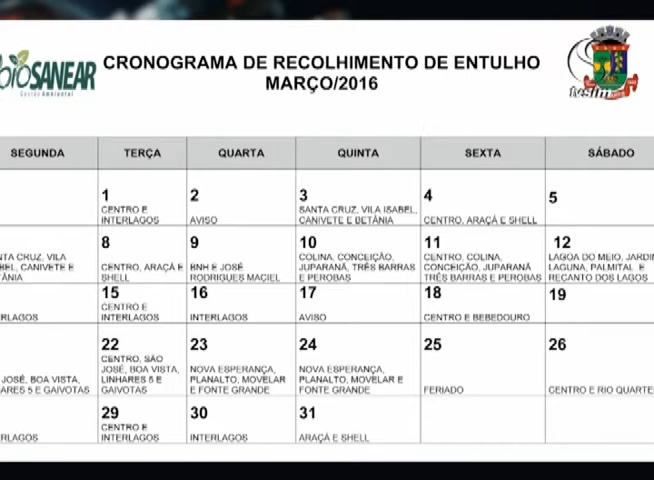 bioSANEAR
Gestão Ambiental
CRONOGRAMA DE RECOLHIMENTO DE ENTULHO
MARÇO/2016
SEGUNDA TERÇA QUARTA QUINTA SEXTA SÁBADO
1 2 3 4 5
CENTRO E
INTERLAGOS
AVISO
SANTA CRUZ, VILA ISABEL,
CANIVETE E BETÂNIA
CENTRO, ARAÇÁ E SHELL
NTA CRUZ, VILA
BEL, CANIVETE E
TÂNIA
8 9 10 11 12
CENTRO, ARAÇÁ E
SHELL
BNH E JOSÉ
RODRIGUES MACIEL
COLINA, CONCEIÇÃO,
JUPARANÃ, TRÊS BARRAS
E PEROBAS
CENTRO, COLINA,
CONCEIÇÃO, JUPARANÃ
TRÊS BARRAS E PEROBAS
LAGOA DO MEIO, JARDIM
LAGUNA, PALMITAL E
RECANTO DOS LAGOS
RLAGOS
15 16 17 18 19
CENTRO E
INTERLAGOS
INTERLAGOS
AVISO
CENTRO E BEBEDOURO
JOSÉ, BOA VISTA,
HARES 5 E GAIVOTAS
22 23 24 25 26
CENTRO, SÃO
JOSÉ, BOA VISTA,
LINHARES 5 E
GAIVOTAS
NOVA ESPERANÇA,
PLANALTO, MOVELAR
E FONTE GRANDE
NOVA ESPERANÇA,
PLANALTO, MOVELAR E
FONTE GRANDE
FERIADO
CENTRO E RIO QUARTE
RLAGOS
29 30 31
CENTRO E
INTERLAGOS
INTERLAGOS
ARAÇÁ E SHELL